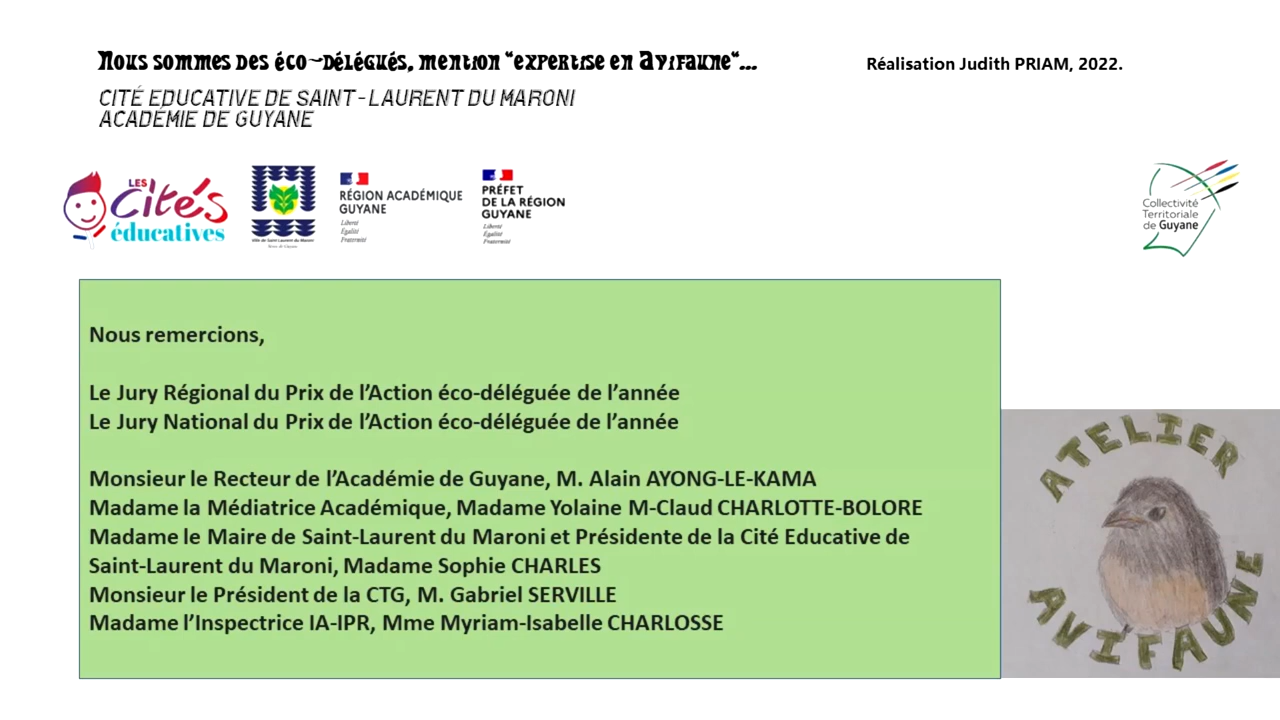 Nous sommes des éco-délégués, mention "expertise en Avifaune"...
Réalisation Judith PRIAM, 2022.
CITÉ EDUCATIVE DE SAINT-LAURENT DU MARONI
ACADÉMIE DE GUYANE
LES
Cités
éducatives
Ville de Saint Laurent du Maroni
RÉGION ACADÉMIQUE
GUYANE
Liberté
Égalité
Fraternité
PRÉFET
DE LA RÉGION
GUYANE
Liberté
Égalité
Fraternité
Collectivité
Territoriale
de Guyane
Nous remercions,
Le Jury Régional du Prix de l'Action éco-déléguée de l'année
Le Jury National du Prix de l'Action éco-déléguée de l'année
Monsieur le Recteur de l'Académie de Guyane, M. Alain AYONG-LE-KAMA
Madame la Médiatrice Académique, Madame Yolaine M-Claud CHARLOTTE-BOLORE
Madame le Maire de Saint-Laurent du Maroni et Présidente de la Cité Educative de
Saint-Laurent du Maroni, Madame Sophie CHARLES
Monsieur le Président de la CTG, M. Gabriel SERVILLE
Madame l'Inspectrice IA-IPR, Mme Myriam-Isabelle CHARLOSSE
ATELIER
AVIFAUNE